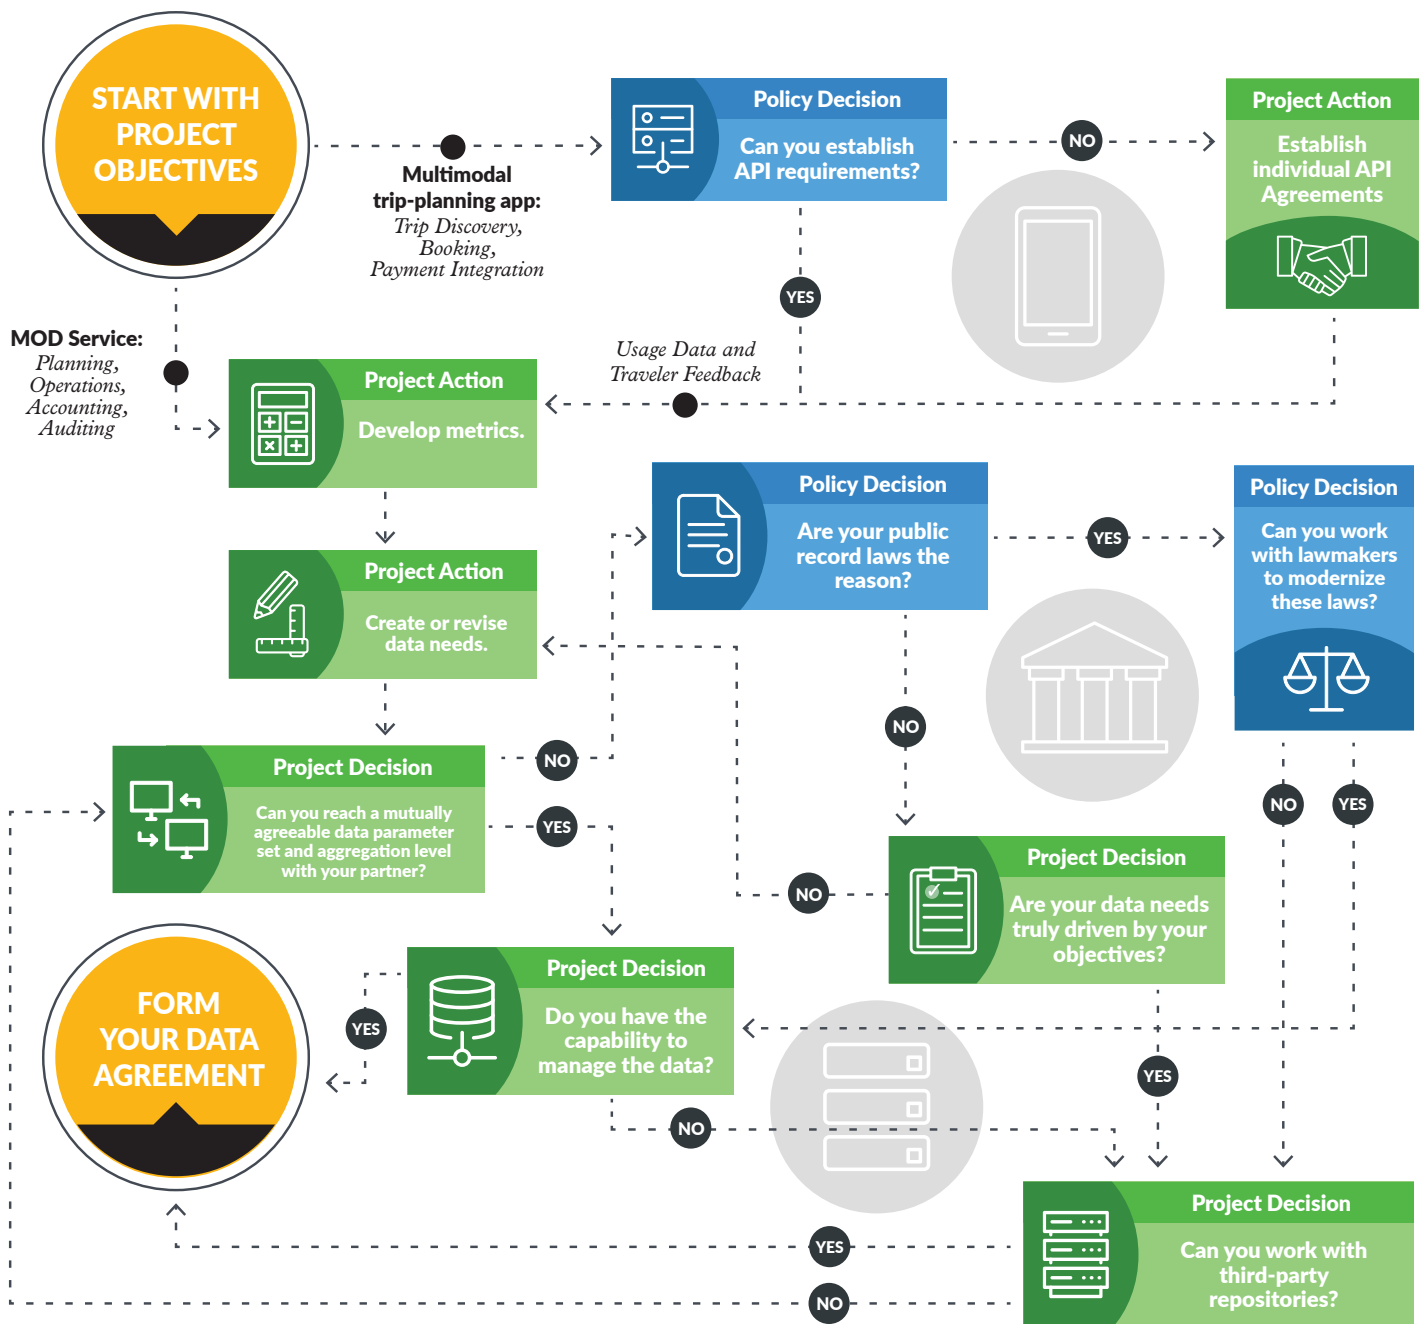 START WITH
PROJECT
OBJECTIVES
Multimodal
trip-planning app:
Trip Discovery,
Booking,
Payment Integration
Policy Decision
Can you establish
API requirements?
NO
Project Action
Establish
individual API
Agreements
YES
MOD Service:
Planning,
Operations,
Accounting,
Auditing
Usage Data and
Traveler Feedback
Project Action
Develop metrics.
Policy Decision
Are your public
record laws the
reason?
YES
Policy Decision
Can you work
with lawmakers
to modernize
these laws?
Project Action
Create or revise
data needs.
NO
NO
YES
Project Decision
Can you reach a mutually
agreeable data parameter
set and aggregation level
with your partner?
NO
YES
Project Decision
Are your data needs
truly driven by your
objectives?
NO
YES
FORM
YOUR DATA
AGREEMENT
YES
Project Decision
Do you have the
capability to
manage the data?
NO
Project Decision
Can you work with
third-party
repositories?
YES
NO